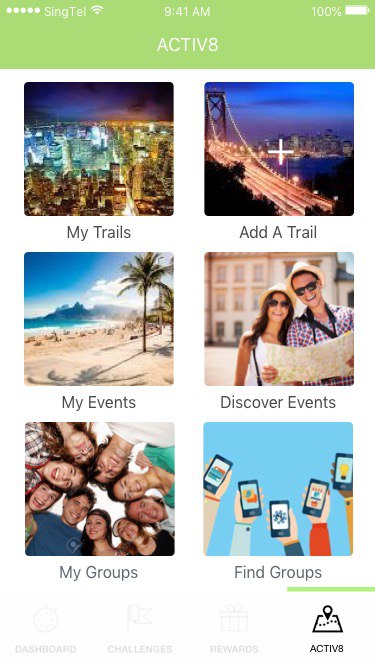 SingTel 9:41 AM 100%
ACTIV8
My Trails Add A Trail
My Events Discover Events
My Groups Find Groups
DASHBOARD CHALLENGES REWARDS ACTIV8